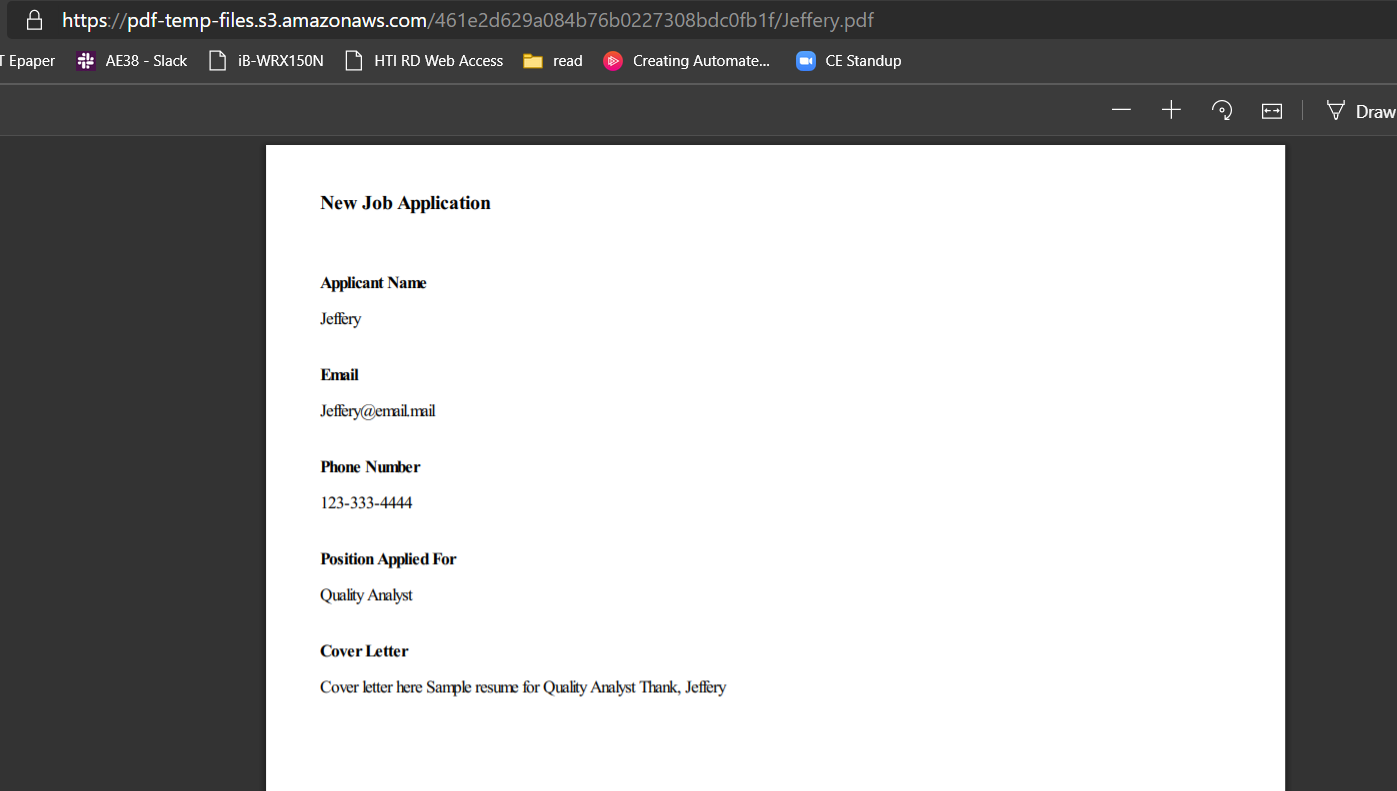 https://pdf-temp-files.s3.amazonaws.com/461e2d629a084b76b0227308bdc0fb1f/Jeffery.pdf
T Epaper AE38 - Slack iB-WRX150N HTI RD Web Access read Creating Automate... CE Standup
Draw
New Job Application
Applicant Name
Jeffery
Email
Jeffery@email.mail
Phone Number
123-333-4444
Position Applied For
Quality Analyst
Cover Letter
Cover letter here Sample resume for Quality Analyst Thank, Jeffery